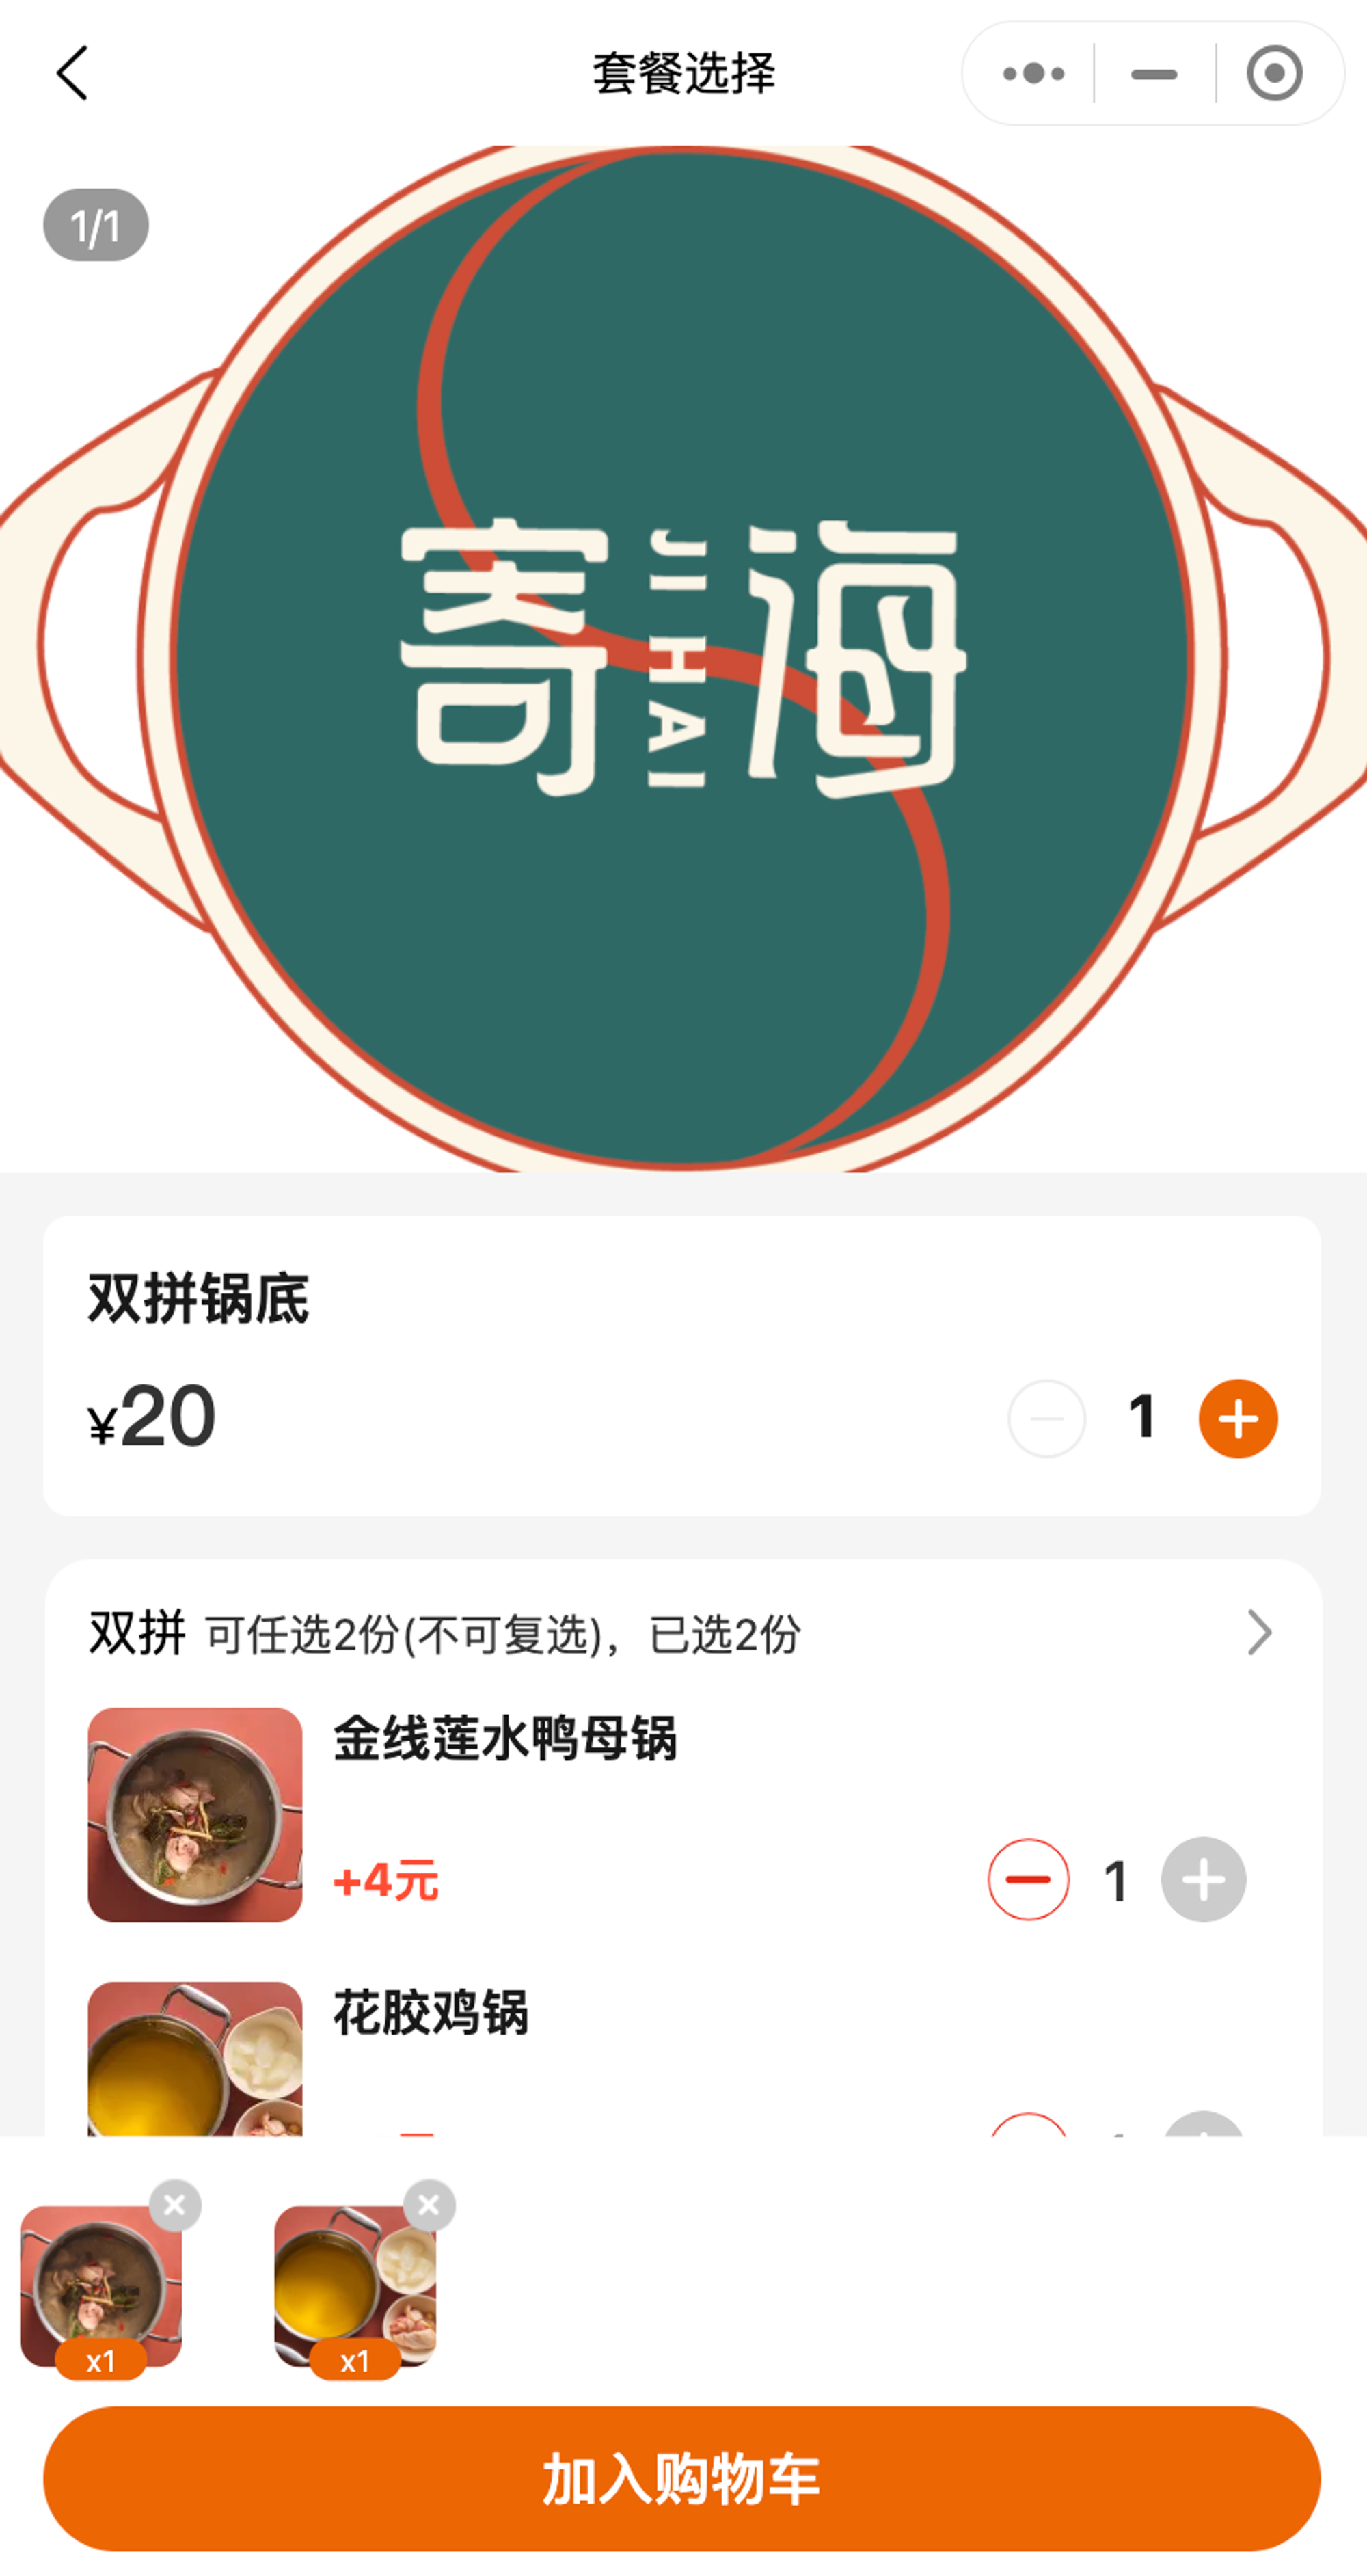 套餐选择
1/1
寄海
JI HAI
双拼锅底
¥20
1
双拼 可任选2份(不可复选)，已选2份
金线莲水鸭母锅
+4元
1
花胶鸡锅
x1
x1
加入购物车